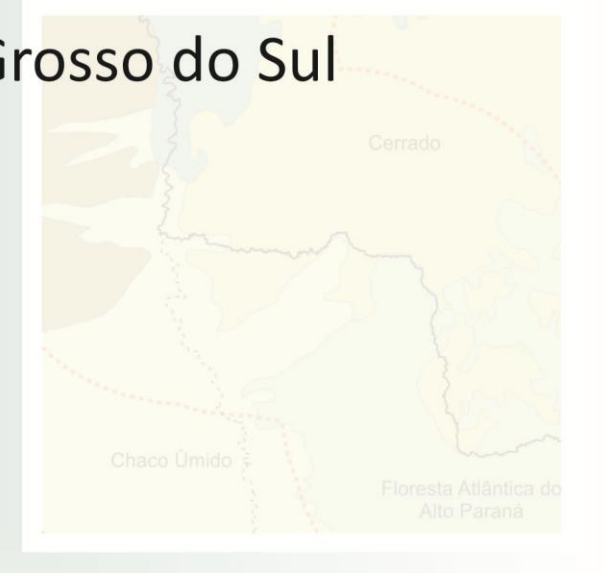 Grosso do Sul
Cerrado
Chaco Úmido
Floresta Atlântica do
Alto Paraná